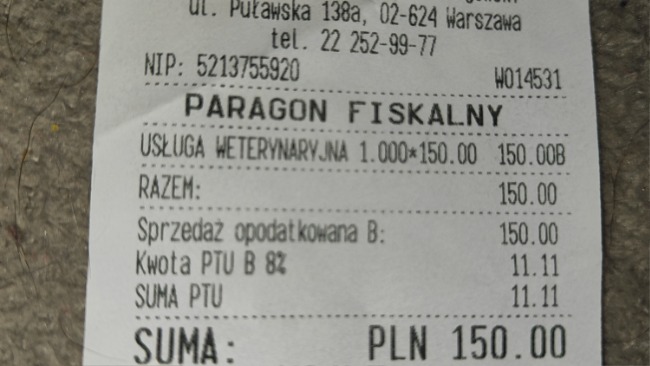 ul. Puławska 138a, 02-624 Warszawa
tel. 22 252-99-77
NIP: 5213755920 WO14531
PARAGON FISKALNY
USŁUGA WETERYNARYJNA 1.000*150.00 150.00B
RAZEM: 150.00
Sprzedaż opodatkowana B: 150.00
Kwota PTU B 8% 11.11
SUMA PTU 11.11
SUMA: PLN 150.00